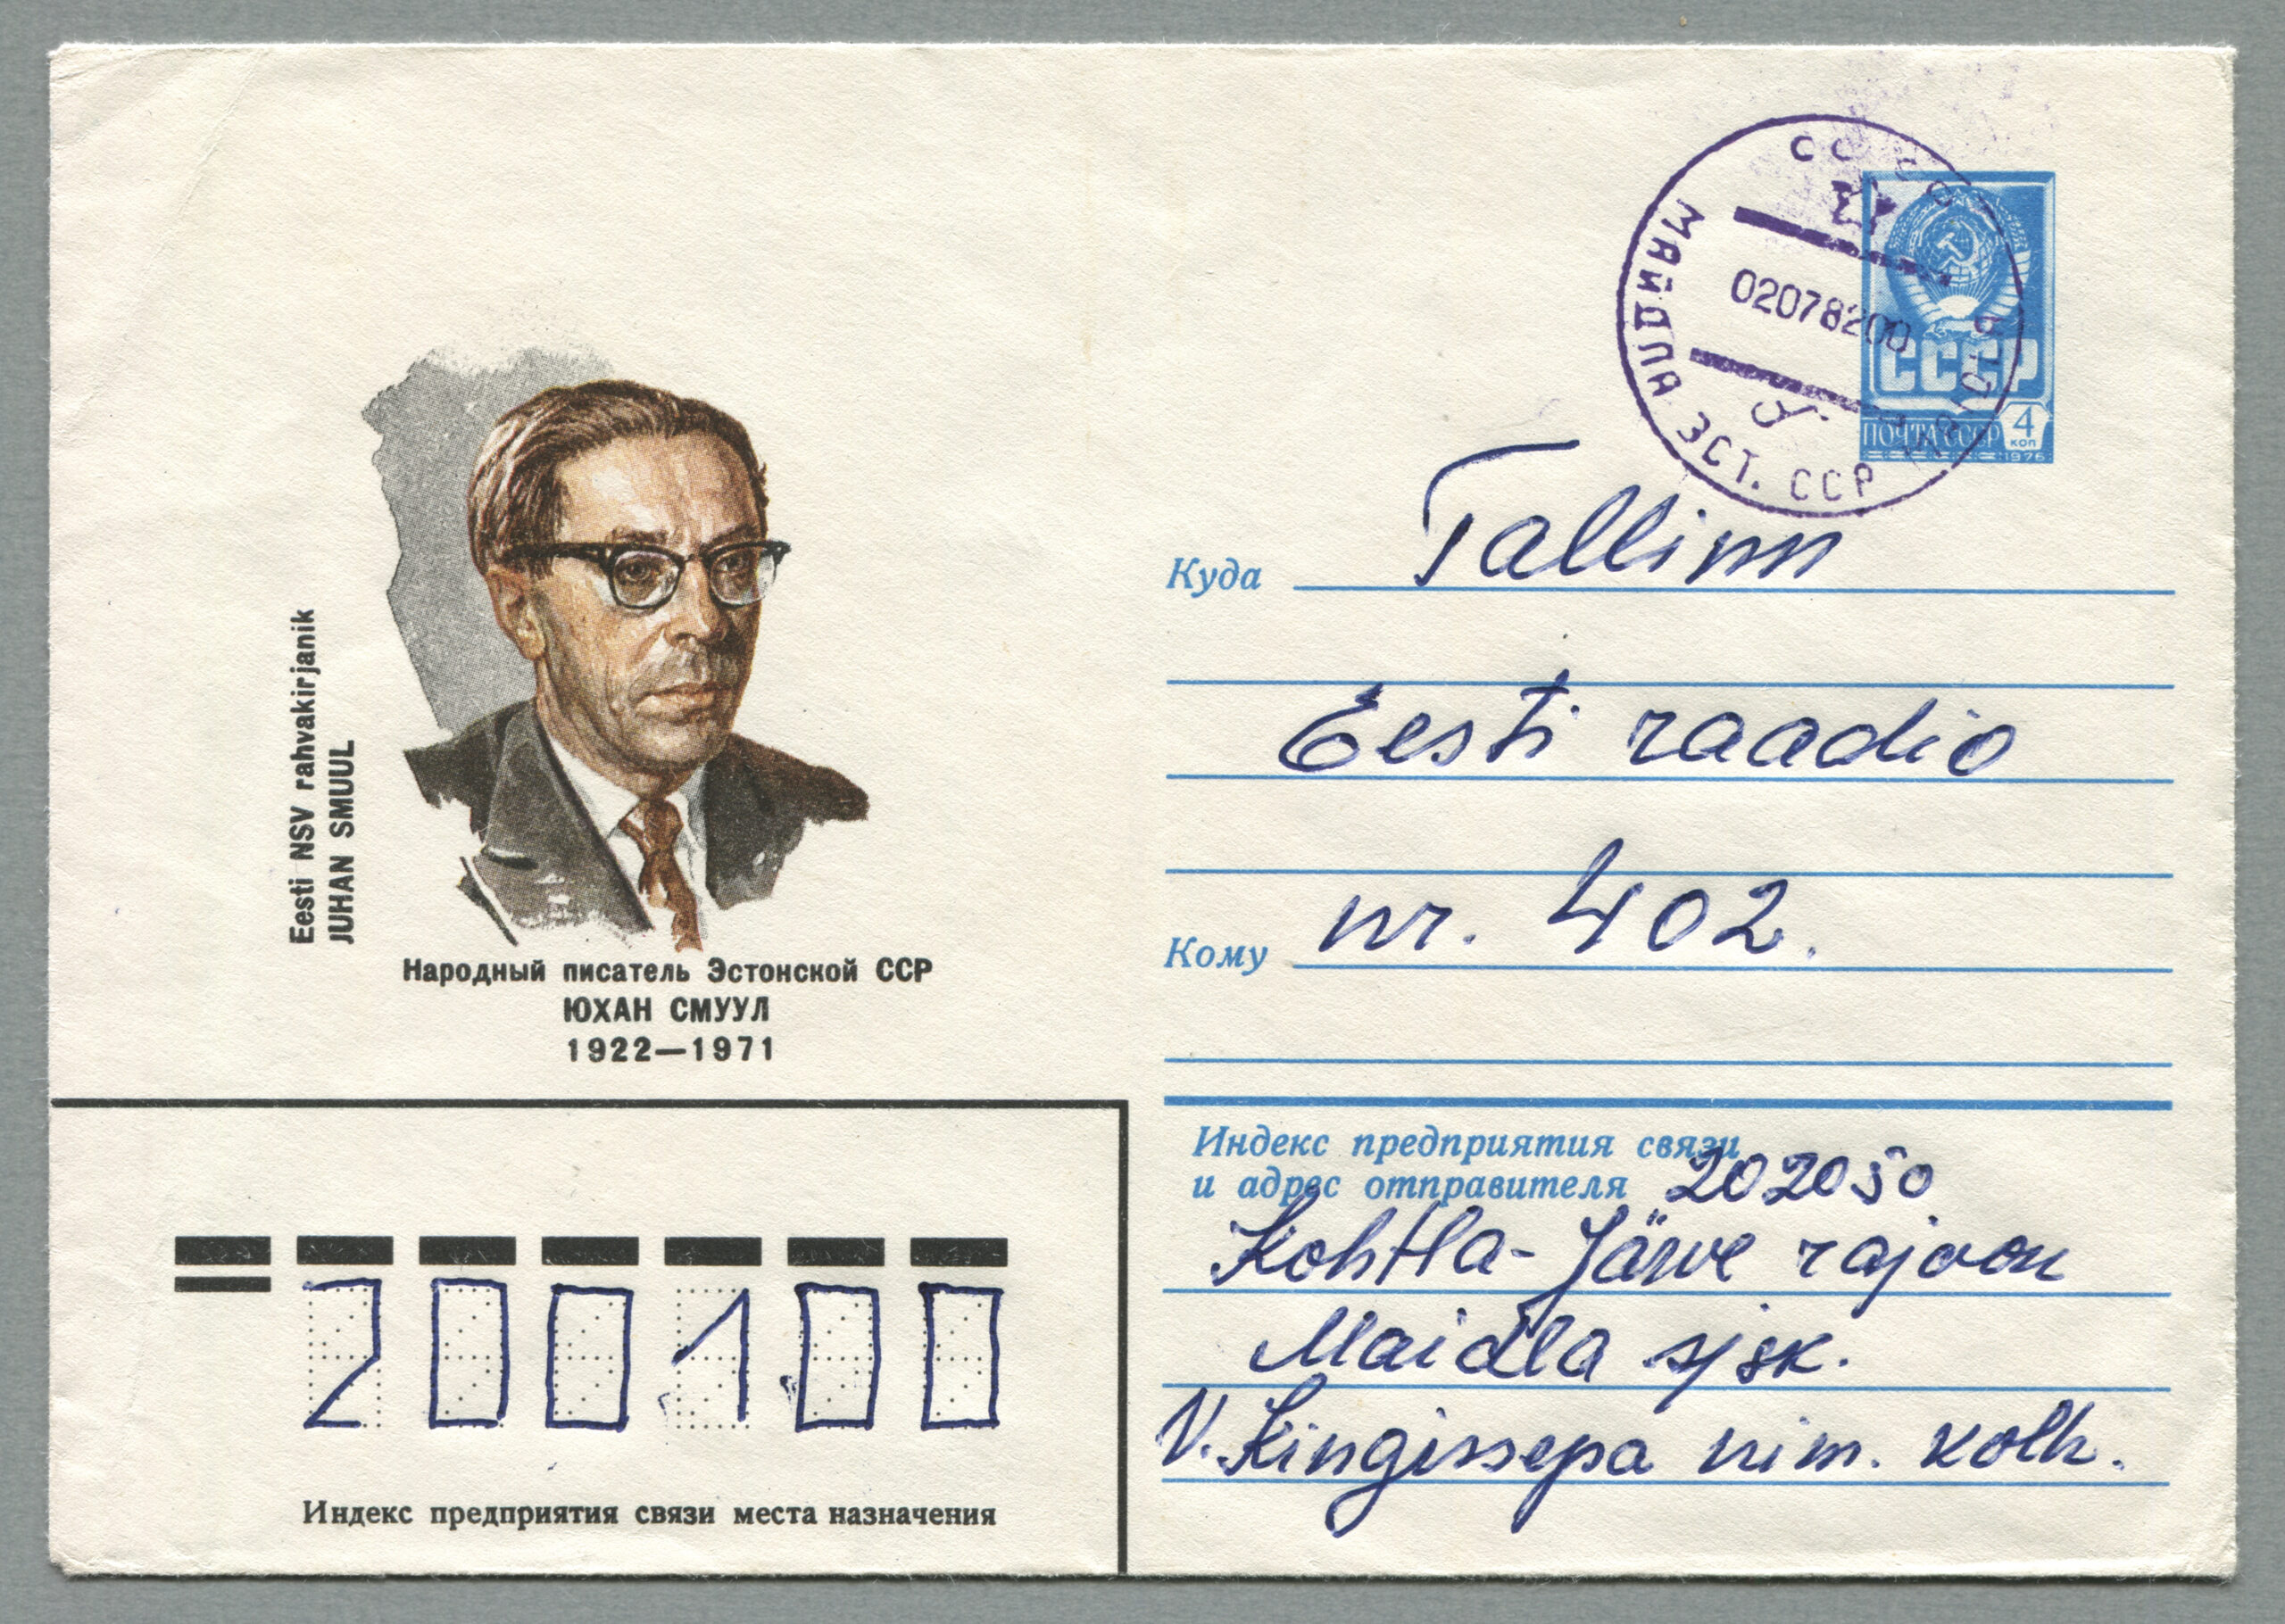 Eesti NSV rahvakirjanik
JUHAN SMUUL
Народный писатель Эстонской ССР
ЮХАН СМУУЛ
1922—1971
МАЙДЛА ЭСТ. ССР
02078200
СССР
ПОЧТА СССР 4 коп
1976
Куда Tallinn
Eesti raadio
Кому nr. 402.
Индекс предприятия связи
и адрес отправителя 202050
Kohtla-Järve rajoon
Maidla sjsk.
V. Kingissepa nim. kolh.
200100
Индекс предприятия связи места назначения